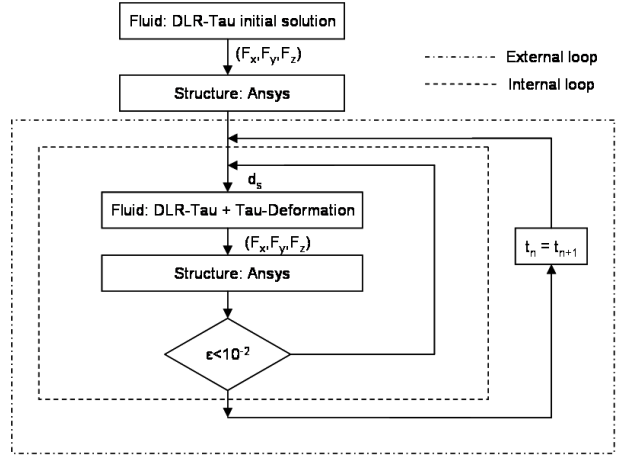 Fluid: DLR-Tau initial solution
(Fx,Fy,Fz)
Structure: Ansys
External loop
Internal loop
ds
Fluid: DLR-Tau + Tau-Deformation
(Fx,Fy,Fz)
Structure: Ansys
tn = tn+1
ε<10-2